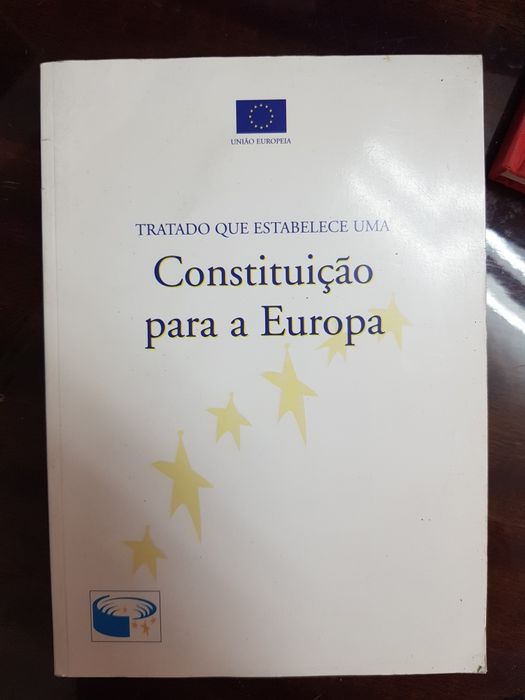 UNIÃO EUROPEIA
TRATADO QUE ESTABELECE UMA
Constituição
para a Europa